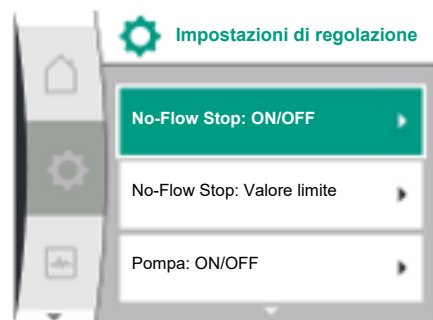 Impostazioni di regolazione
No-Flow Stop: ON/OFF
No-Flow Stop: Valore limite
Pompa: ON/OFF